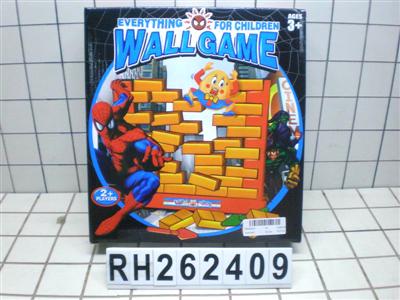 EVERYTHING FOR CHILDREN
AGES
3+
WALL GAME
2+
PLAYERS
RH262409